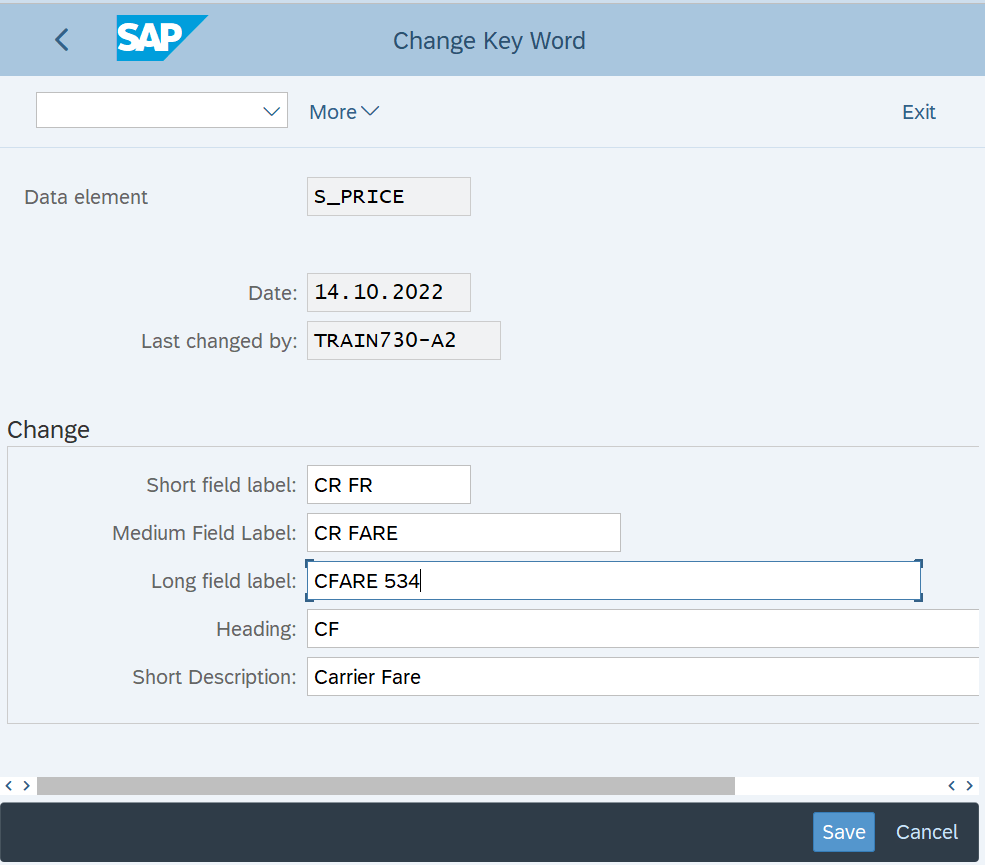 SAP
Change Key Word
More Exit
Data element S_PRICE
Date: 14.10.2022
Last changed by: TRAIN730-A2
Change
Short field label: CR FR
Medium Field Label: CR FARE
Long field label: CFARE 534
Heading: CF
Short Description: Carrier Fare
Save Cancel